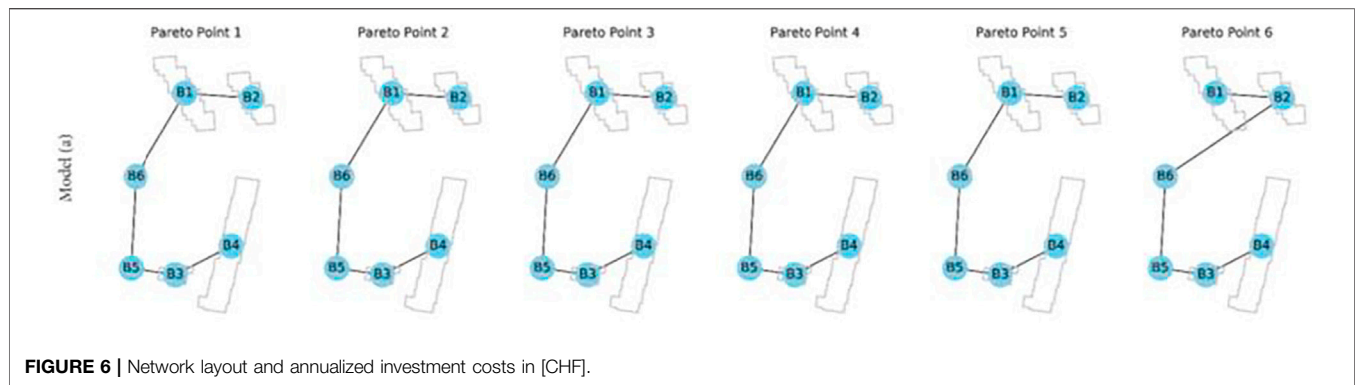 Pareto Point 1
Pareto Point 2
Pareto Point 3
Pareto Point 4
Pareto Point 5
Pareto Point 6
Model (a)
B1
B2
B6
B4
B5
B3
B1
B2
B6
B4
B5
B3
B1
B2
B6
B4
B5
B3
B1
B2
B6
B4
B5
B3
B1
B2
B6
B4
B5
B3
B1
B2
B6
B4
B5
B3
FIGURE 6 | Network layout and annualized investment costs in [CHF].